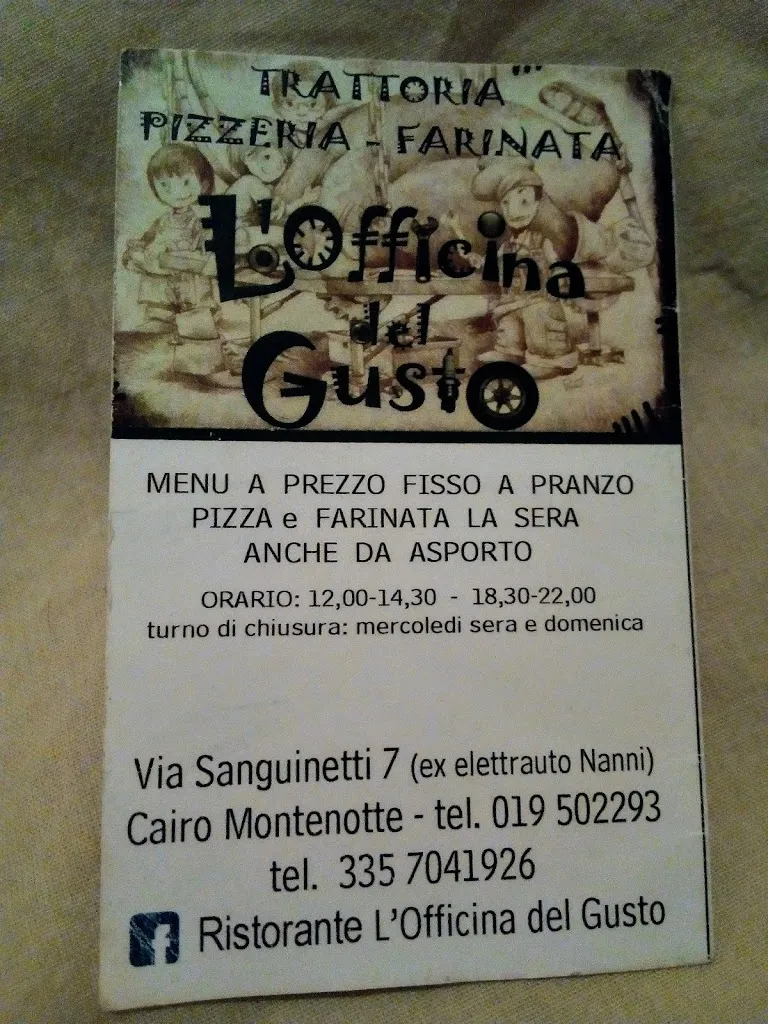 TRATTORIA
PIZZERIA - FARINATA
L'Officina
del
Gusto
MENU A PREZZO FISSO A PRANZO
PIZZA e FARINATA LA SERA
ANCHE DA ASPORTO
ORARIO: 12,00-14,30 - 18,30-22,00
turno di chiusura: mercoledi sera e domenica
Via Sanguinetti 7 (ex elettrauto Nanni)
Cairo Montenotte - tel. 019 502293
tel. 335 7041926
f Ristorante L'Officina del Gusto